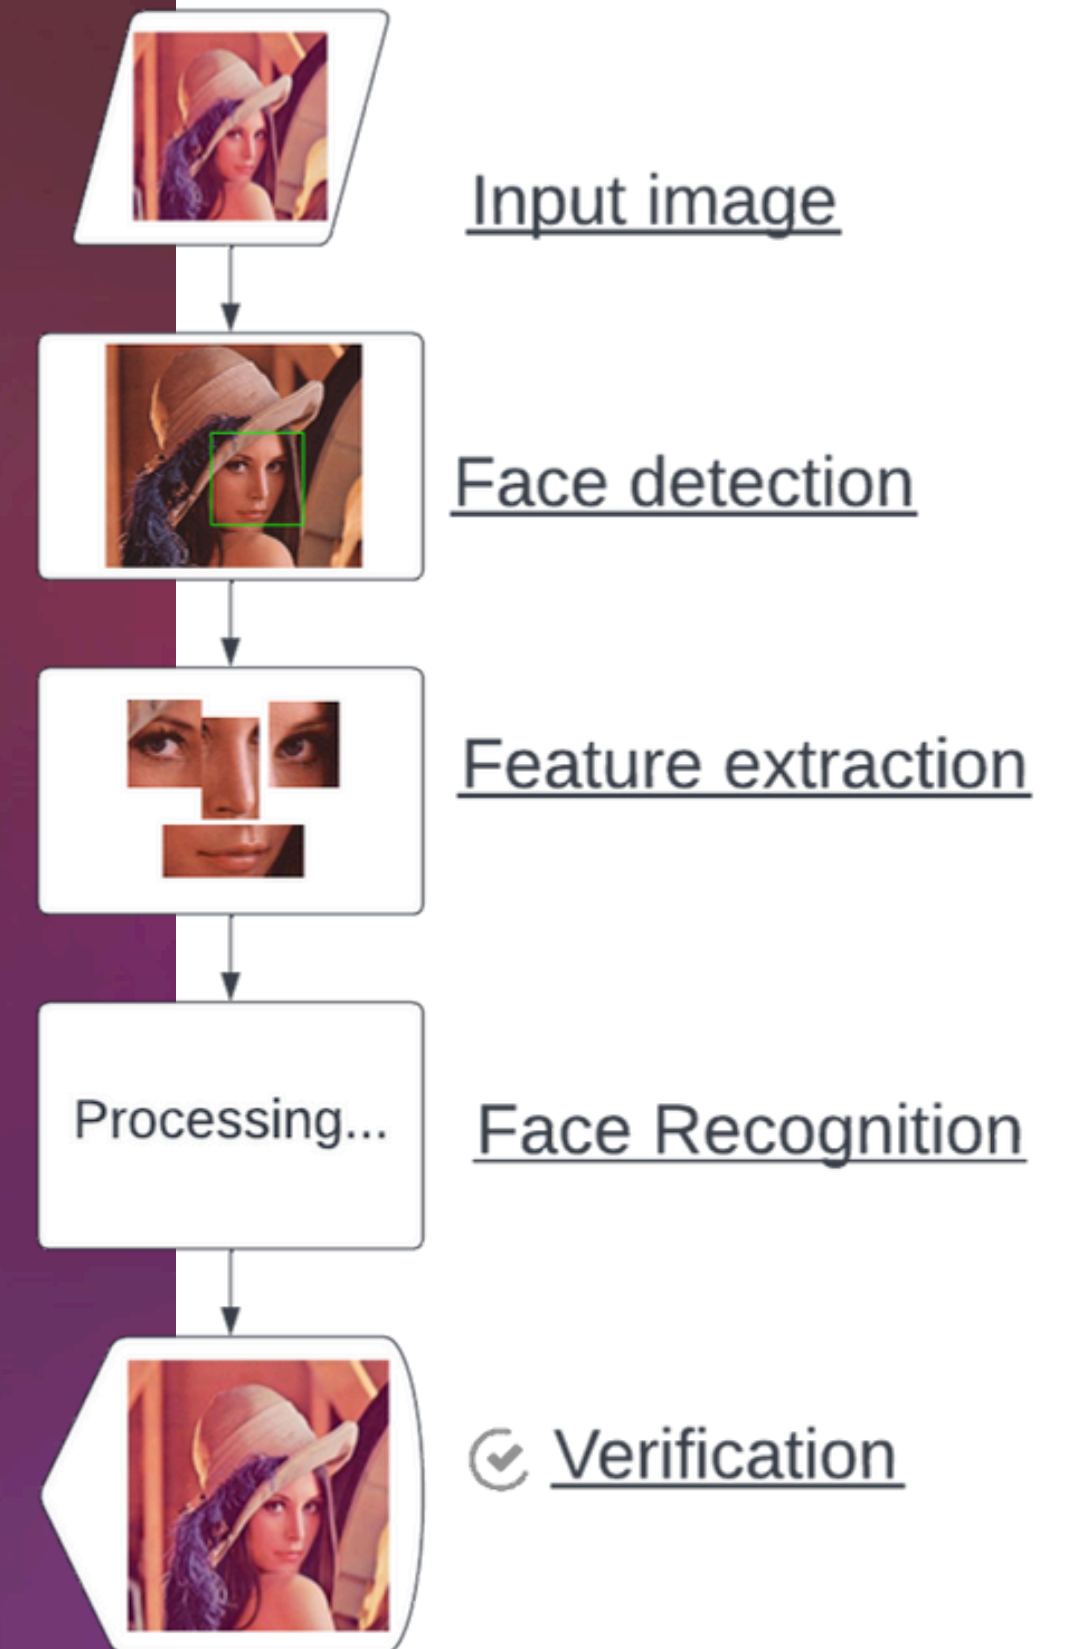 Input image
Face detection
Feature extraction
Processing...
Face Recognition
Verification